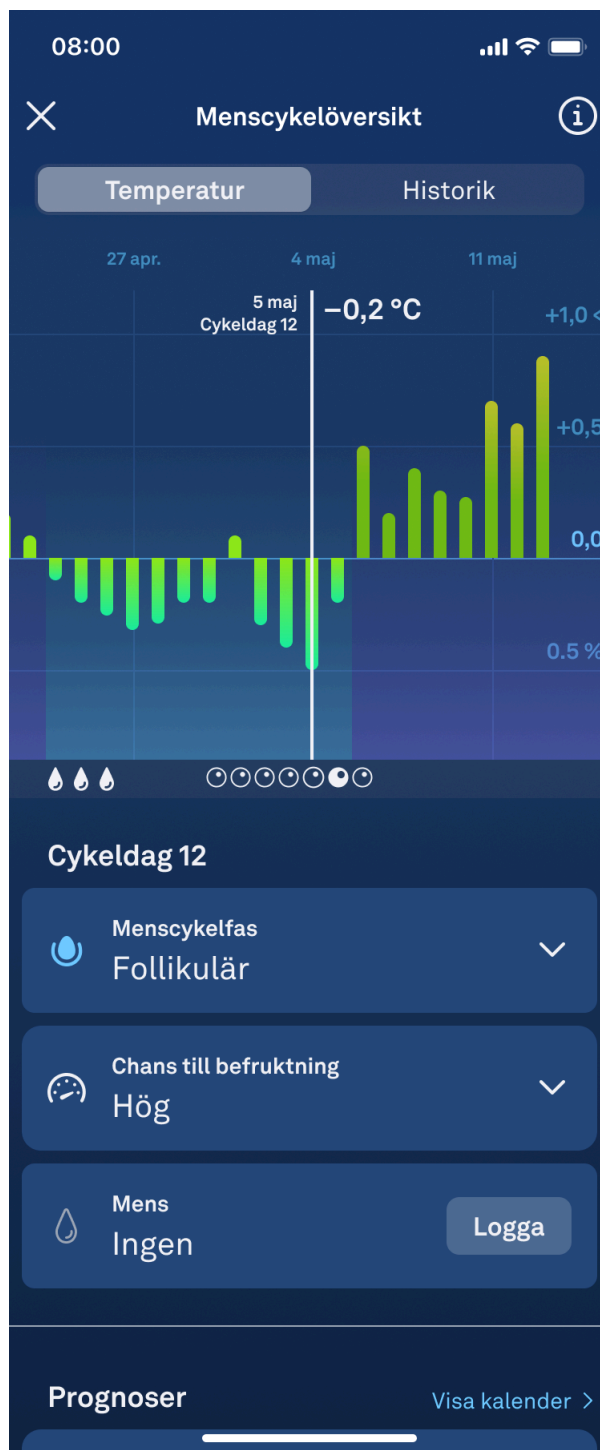 08:00
Menscykelöversikt
Temperatur
Historik
27 apr.
4 maj
11 maj
5 maj
Cykeldag 12
−0,2 °C
+1,0 <
+0,5
0,0
0.5 %
Cykeldag 12
Menscykelfas
Follikulär
Chans till befruktning
Hög
Mens
Ingen
Logga
Prognoser
Visa kalender >